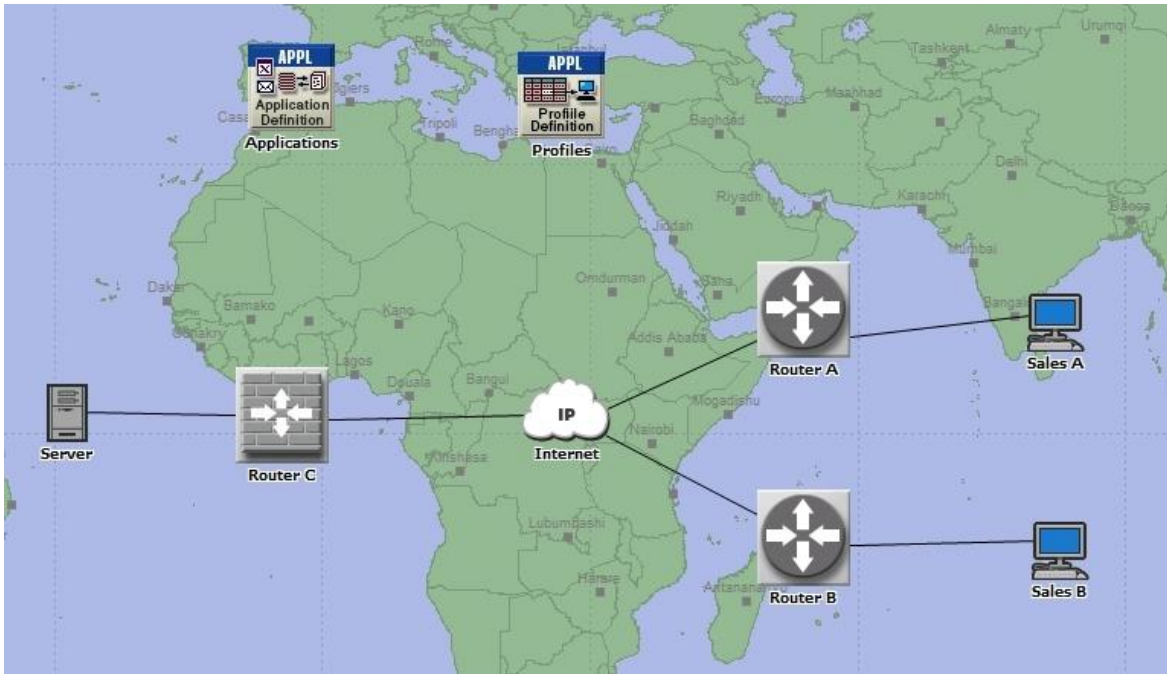 Almaty
Urumqi
APPL
Rome
APPL
Tashkent
Application
Definition
Applications
Profile
Definition
Profiles
Mashhad
Baghdad
Tripoli
Delhi
Riyadh
Karachi
Jiddah
Mumbai
Omdurman
Sana
Dakar
Bamako
Kano
Addis Ababa
Router A
Sales A
Lagos
Douala
Bangui
IP
Mogadishu
Server
Internet
Nairobi
Router C
Kinshasa
Lubumbashi
Harare
Router B
Sales B